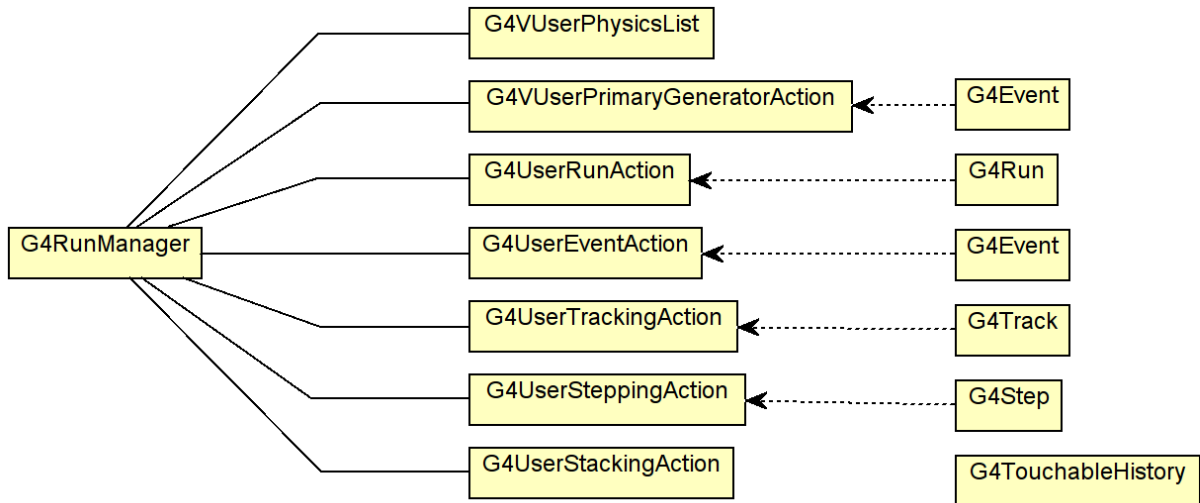 G4VUserPhysicsList
G4VUserPrimaryGeneratorAction
G4Event
G4UserRunAction
G4Run
G4RunManager
G4UserEventAction
G4Event
G4UserTrackingAction
G4Track
G4UserSteppingAction
G4Step
G4UserStackingAction
G4TouchableHistory